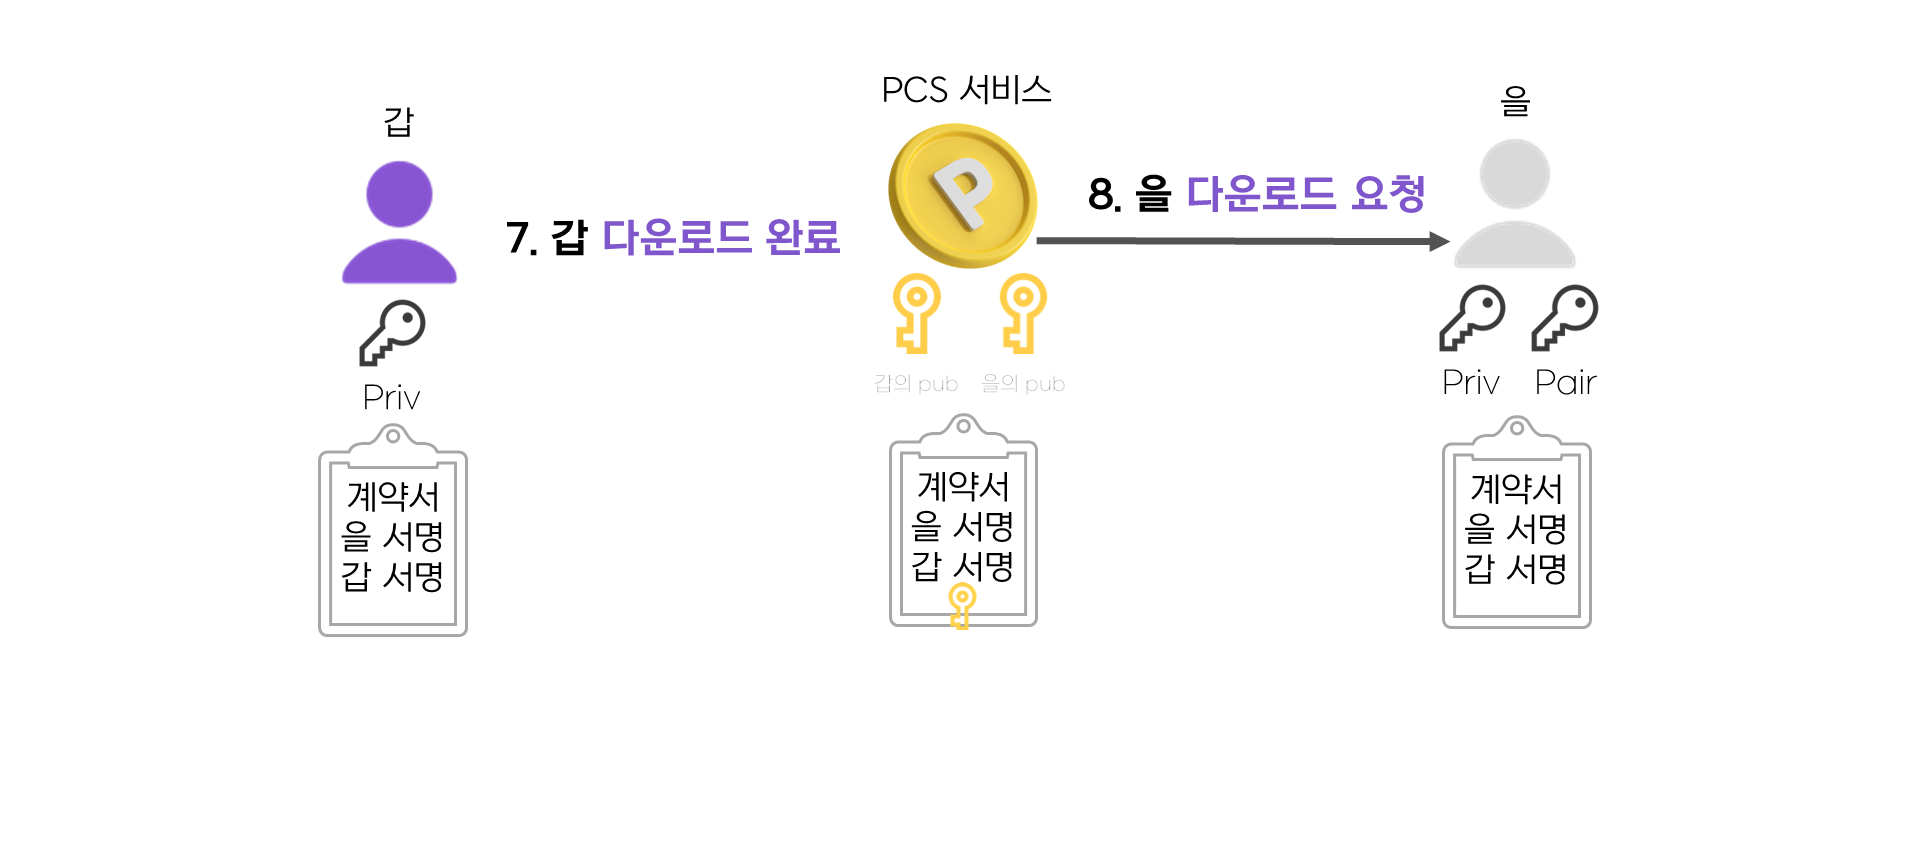 갑
7. 갑 다운로드 완료
Priv
계약서
을 서명
갑 서명
PCS 서비스
P
갑의 pub
을의 pub
계약서
을 서명
갑 서명
8. 을 다운로드 요청
을
Priv
Pair
계약서
을 서명
갑 서명